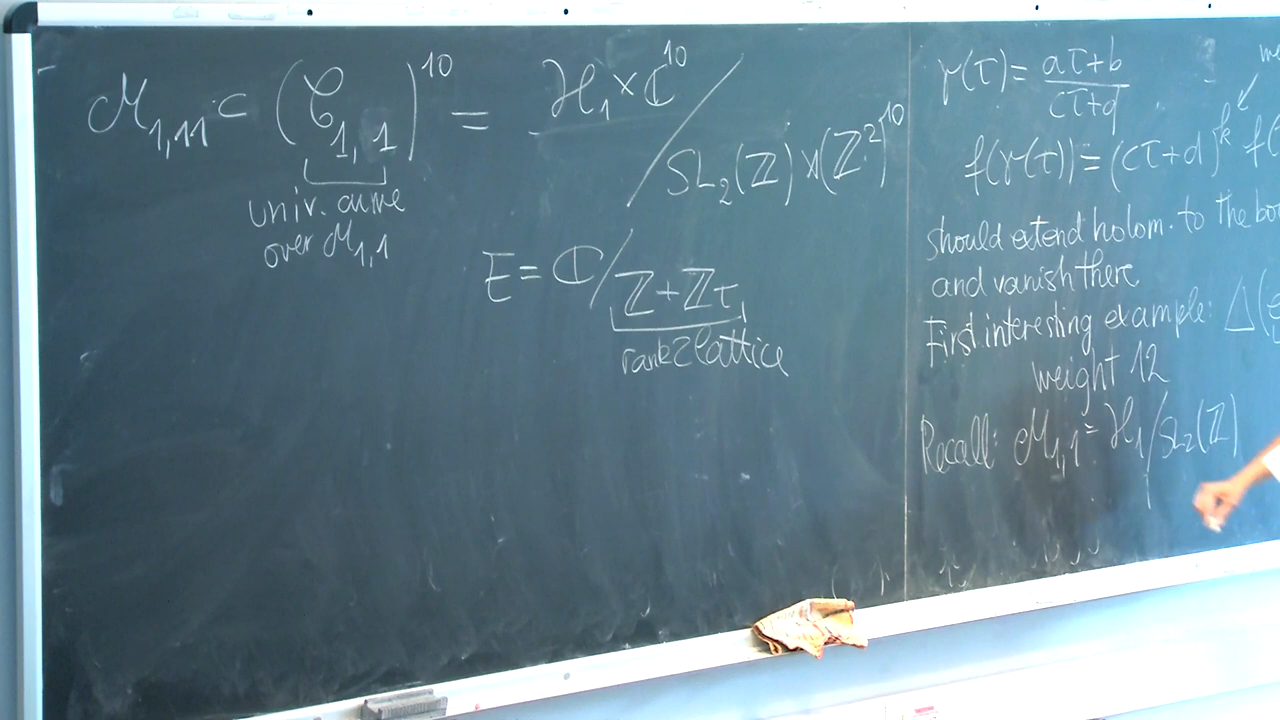 ℳ₁,₁₁ ⊂ (𝒞₁,₁)¹⁰ = ℋ₁ × ℂ¹⁰ / SL₂(ℤ) ⋊ (ℤ²)¹⁰
univ. curve
over ℳ₁,₁
E = ℂ / ℤ + ℤτ
rank 2 lattice
γ(τ) = aτ+b / cτ+d
f(γ(τ)) = (cτ+d)ᵏ f(
should extend holom. to the
and vanish there
First interesting example: Δ(
weight 12
Recall: ℳ₁,₁ = ℋ₁ / SL₂(ℤ)